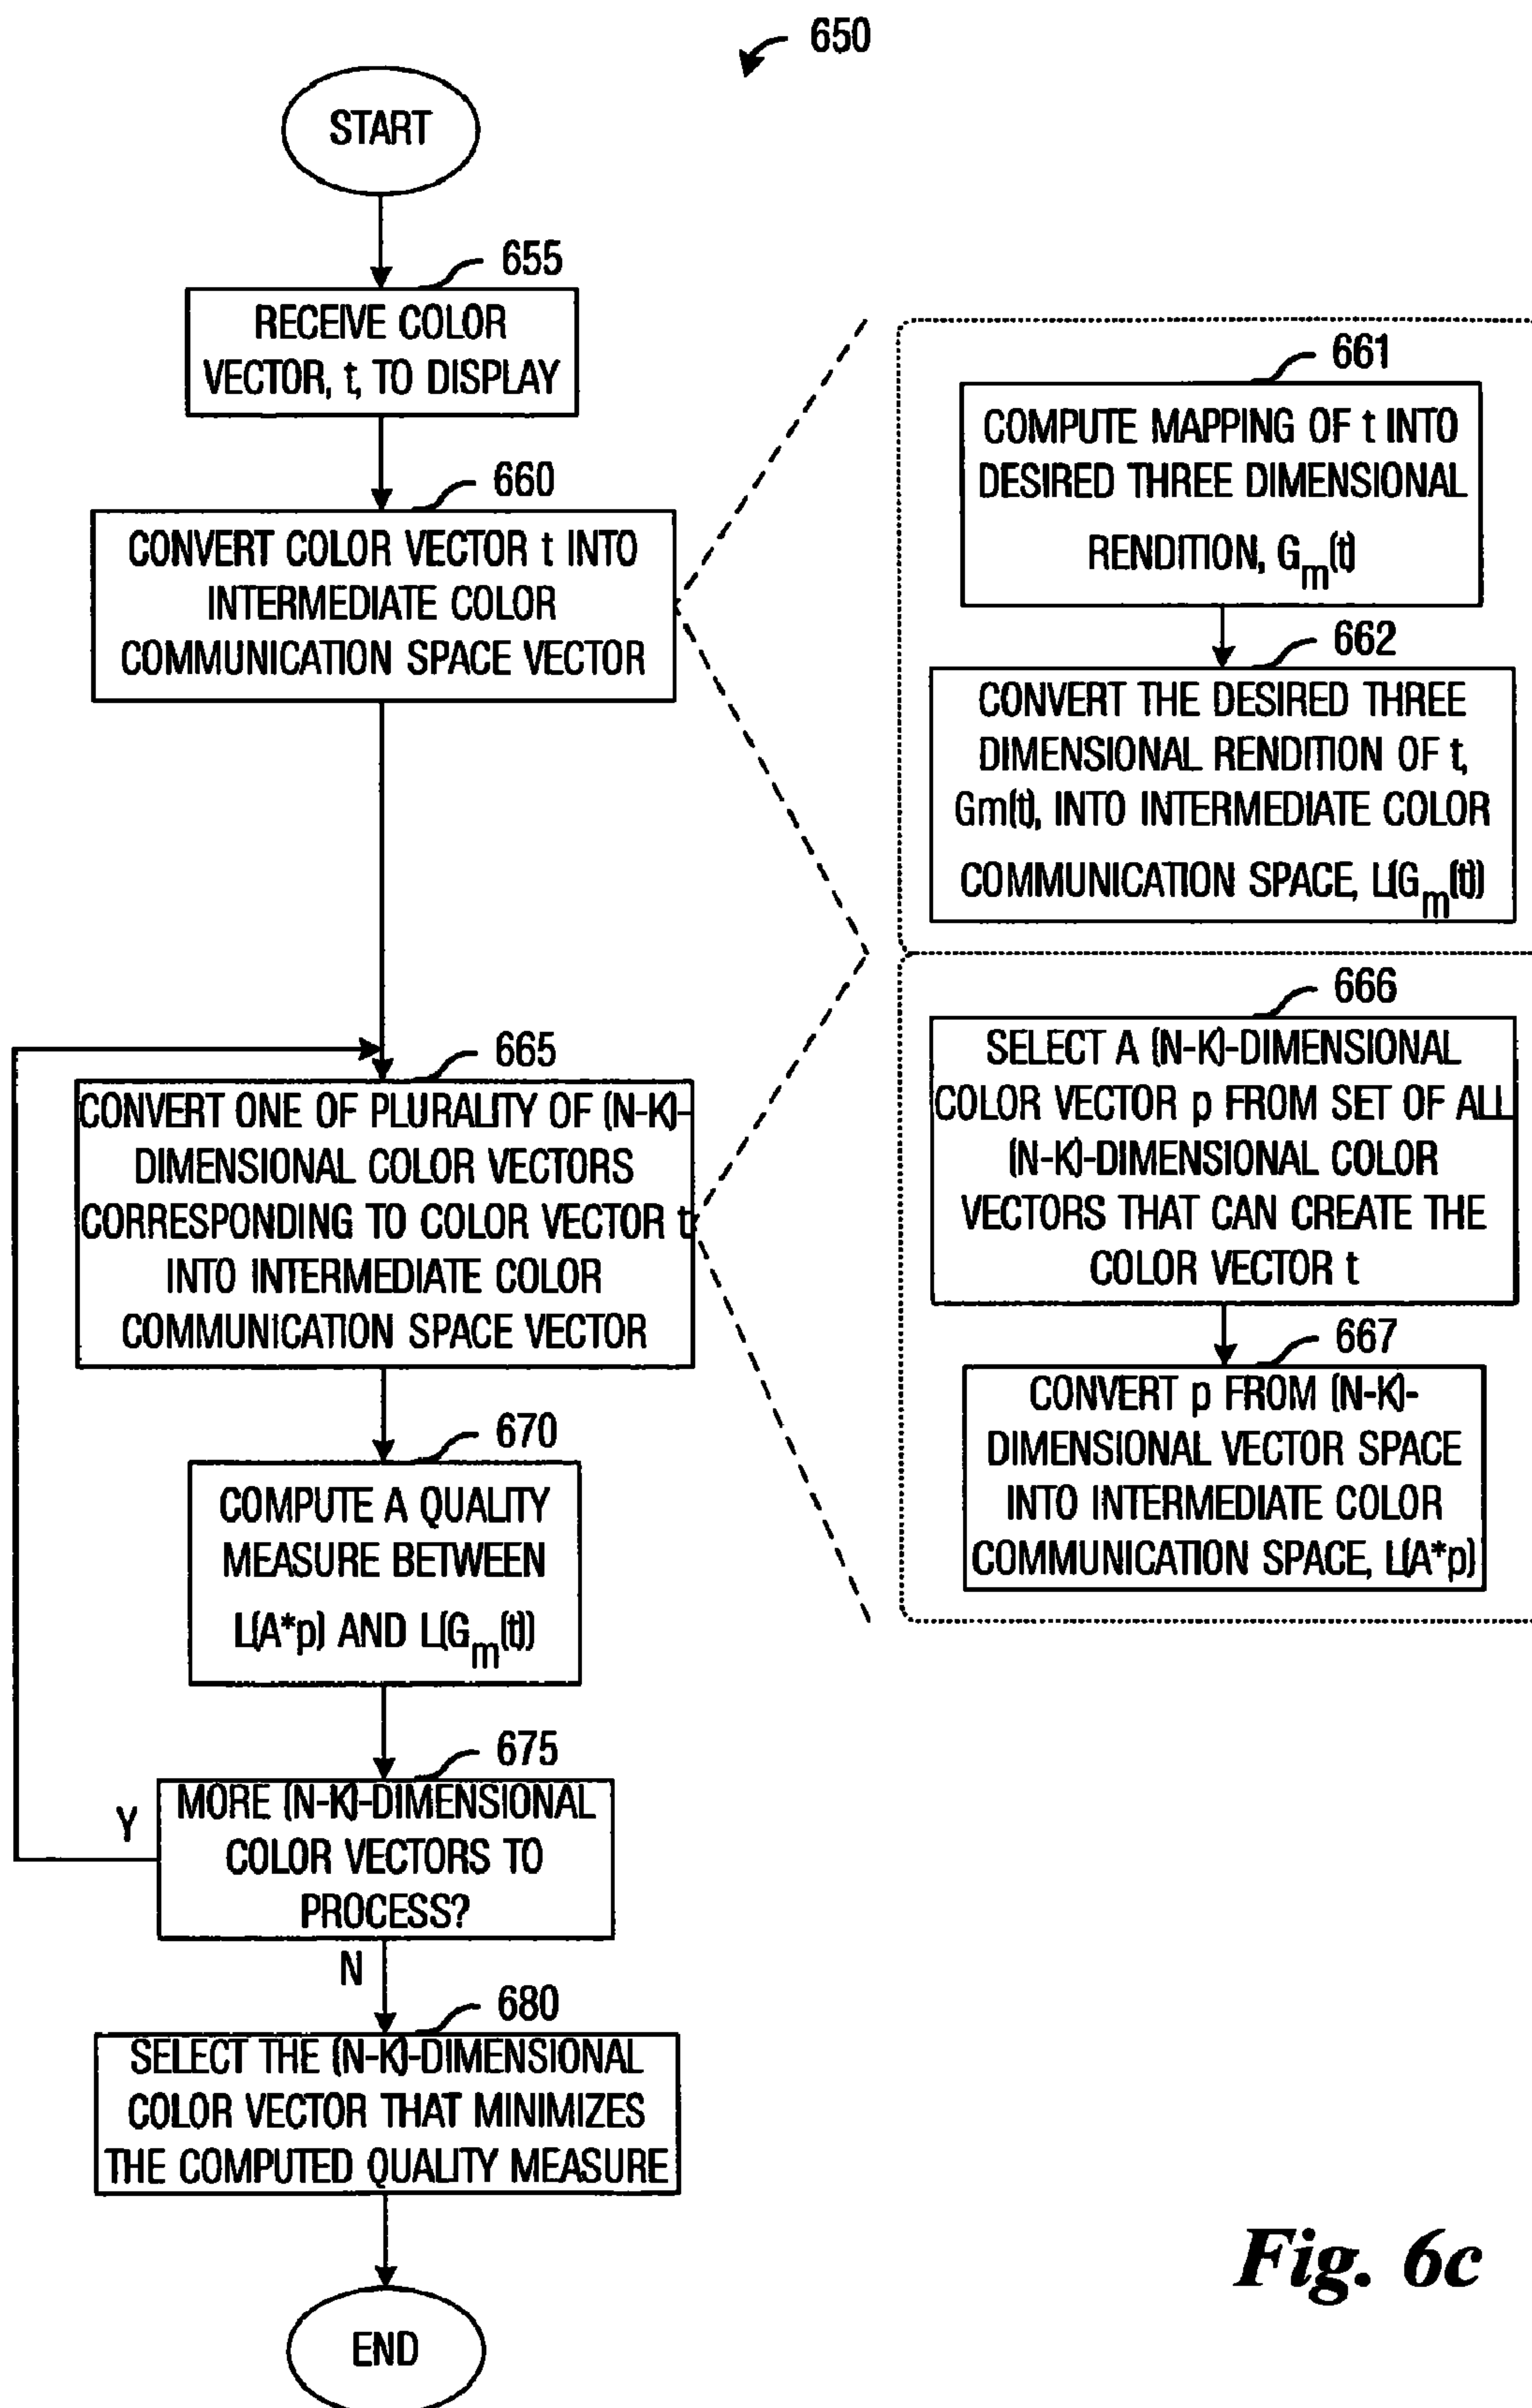 650
START
655
RECEIVE COLOR
VECTOR, t, TO DISPLAY
660
CONVERT COLOR VECTOR t INTO
INTERMEDIATE COLOR
COMMUNICATION SPACE VECTOR
661
COMPUTE MAPPING OF t INTO
DESIRED THREE DIMENSIONAL
RENDITION, Gm(t)
662
CONVERT THE DESIRED THREE
DIMENSIONAL RENDITION OF t,
Gm(t), INTO INTERMEDIATE COLOR
COMMUNICATION SPACE, L(Gm(t))
665
CONVERT ONE OF PLURALITY OF (N-K)-
DIMENSIONAL COLOR VECTORS
CORRESPONDING TO COLOR VECTOR t
INTO INTERMEDIATE COLOR
COMMUNICATION SPACE VECTOR
666
SELECT A (N-K)-DIMENSIONAL
COLOR VECTOR p FROM SET OF ALL
(N-K)-DIMENSIONAL COLOR
VECTORS THAT CAN CREATE THE
COLOR VECTOR t
667
CONVERT p FROM (N-K)-
DIMENSIONAL VECTOR SPACE
INTO INTERMEDIATE COLOR
COMMUNICATION SPACE, L(A*p)
670
COMPUTE A QUALITY
MEASURE BETWEEN
L(A*p) AND L(Gm(t))
675
MORE (N-K)-DIMENSIONAL
COLOR VECTORS TO
PROCESS?
Y
N
680
SELECT THE (N-K)-DIMENSIONAL
COLOR VECTOR THAT MINIMIZES
THE COMPUTED QUALITY MEASURE
END
Fig. 6c